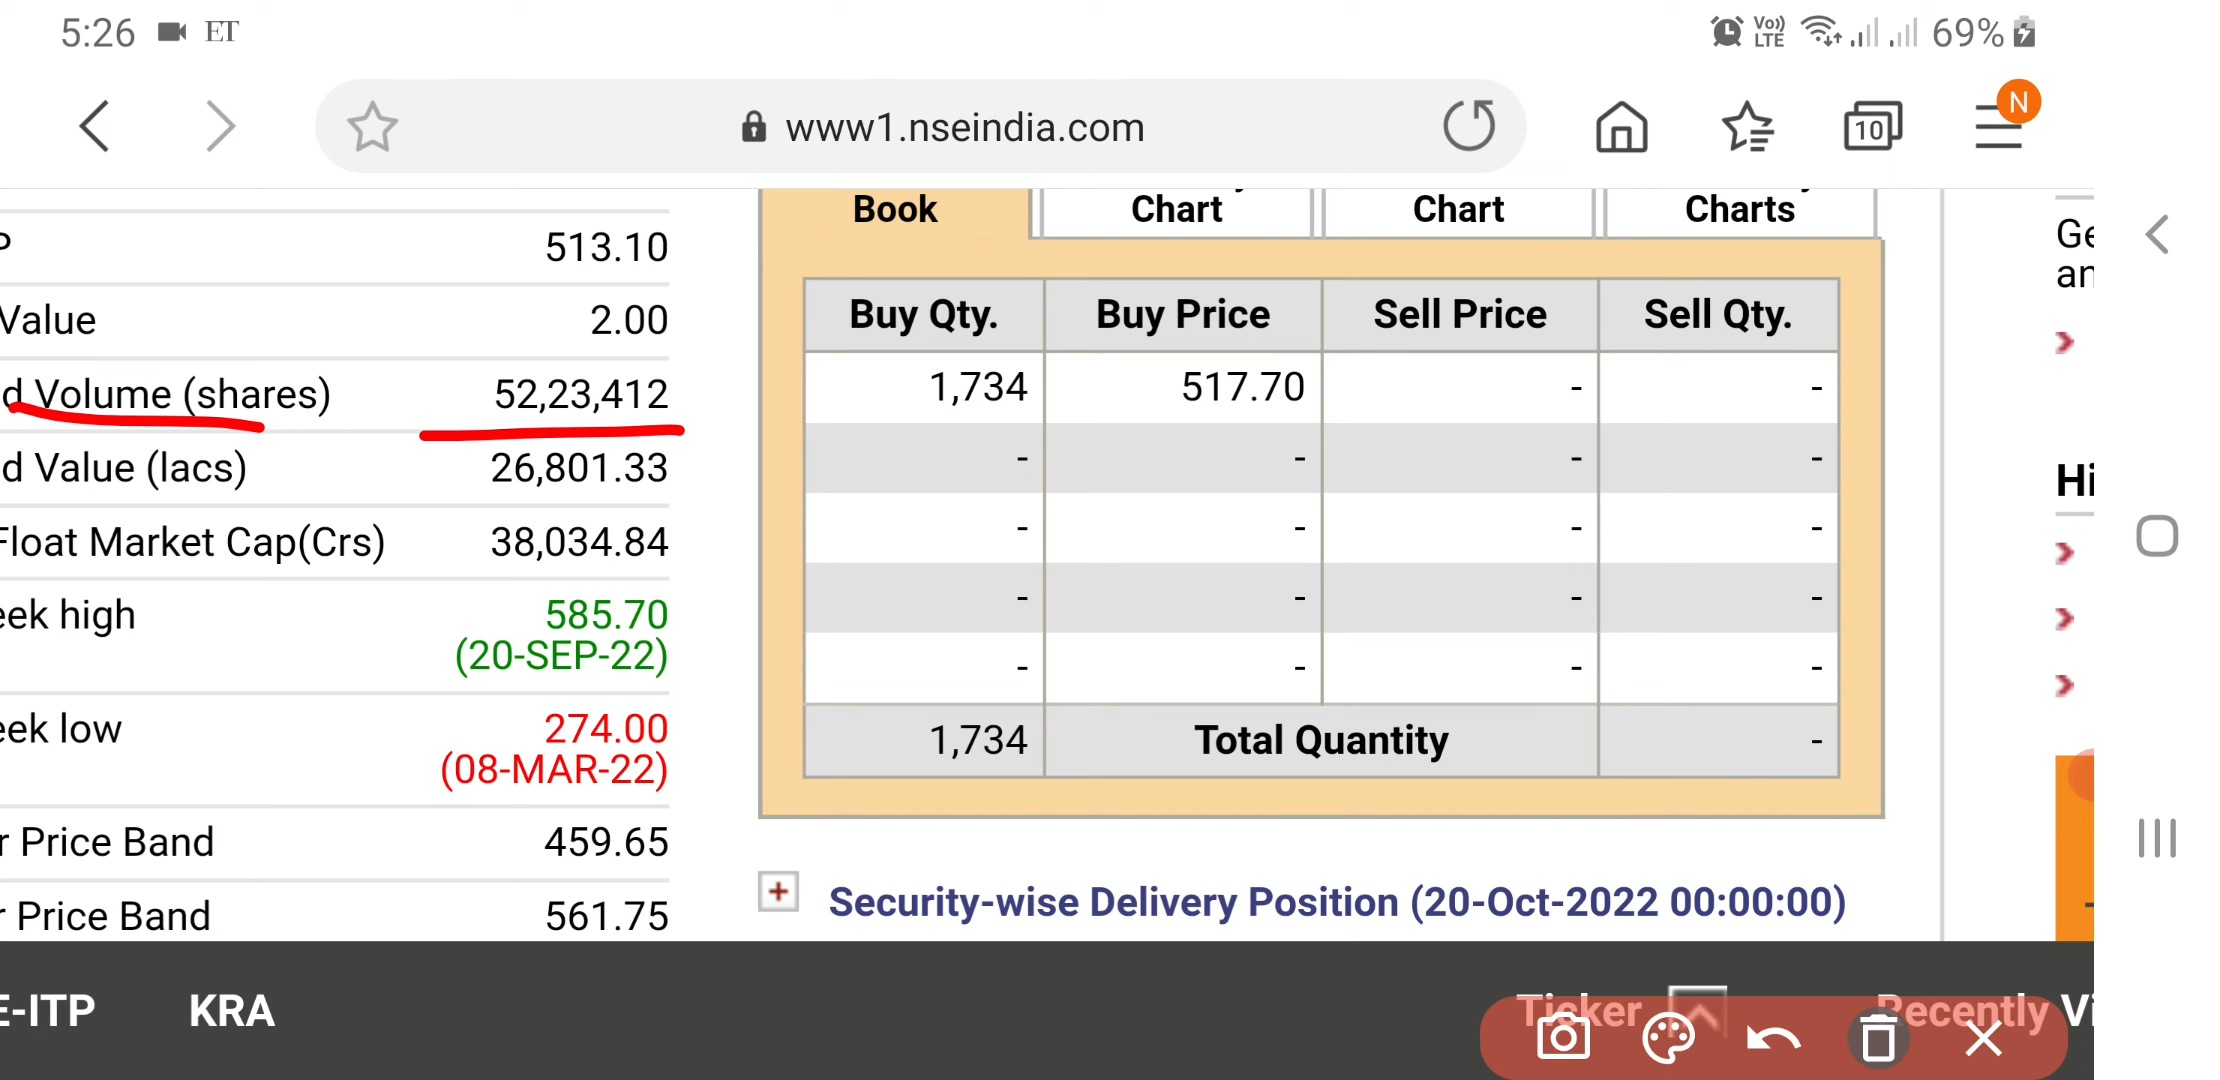 5:26 ET Vo)) LTE 69%
www1.nseindia.com 10 N
Book Chart Chart Charts
P 513.10
Value 2.00
d Volume (shares) 52,23,412
d Value (lacs) 26,801.33
Float Market Cap(Crs) 38,034.84
eek high 585.70
(20-SEP-22)
eek low 274.00
(08-MAR-22)
r Price Band 459.65
r Price Band 561.75
Buy Qty. Buy Price Sell Price Sell Qty.
1,734 517.70 - -
- - - -
- - - -
- - - -
- - - -
1,734 Total Quantity -
+ Security-wise Delivery Position (20-Oct-2022 00:00:00)
Ge
an
Hi
E-ITP KRA Ticker Recently Vi